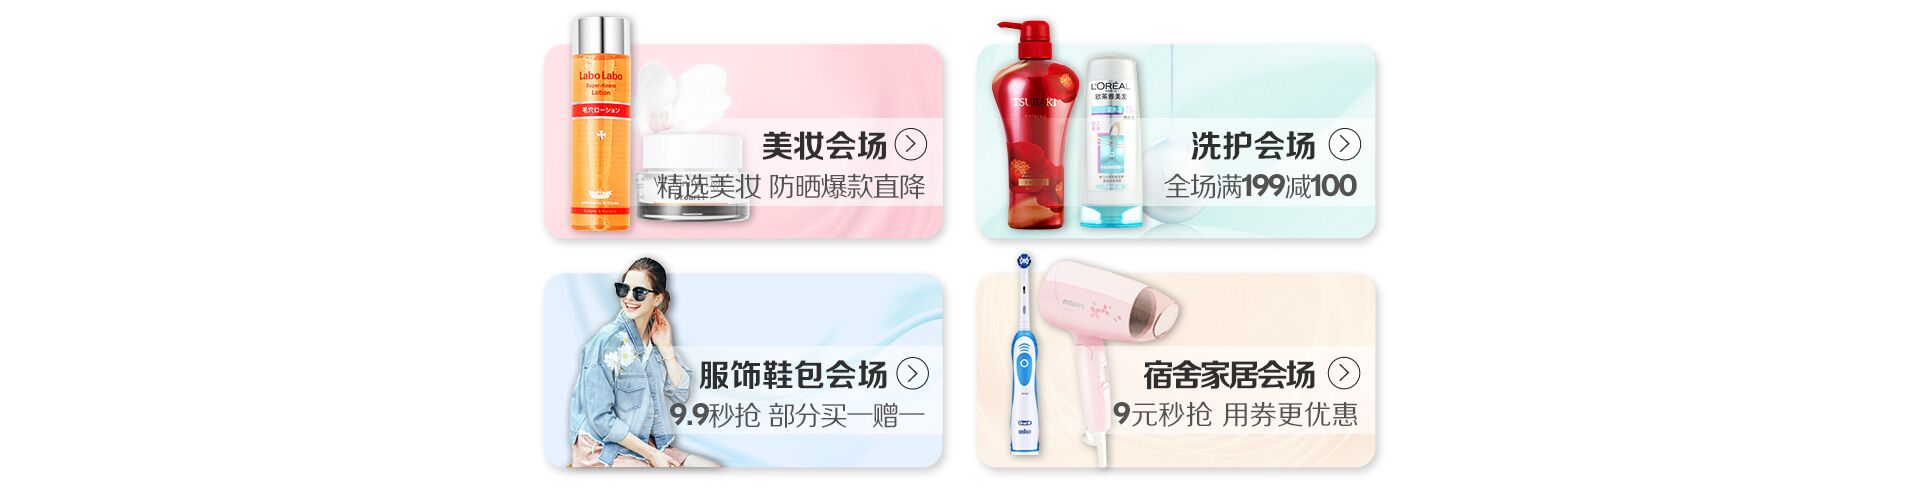 Labo Labo
Super-Keana
Lotion
毛穴ローション
Simple & Natural
美妆会场
精选美妆 防晒爆款直降
TSUBAKI
SHINING
L'ORÉAL
欧莱雅美发
洗护会场
全场满199减100
服饰鞋包会场
9.9秒抢 部分买一赠一
宿舍家居会场
9元秒抢 用券更优惠
Oral-B
BRAUN